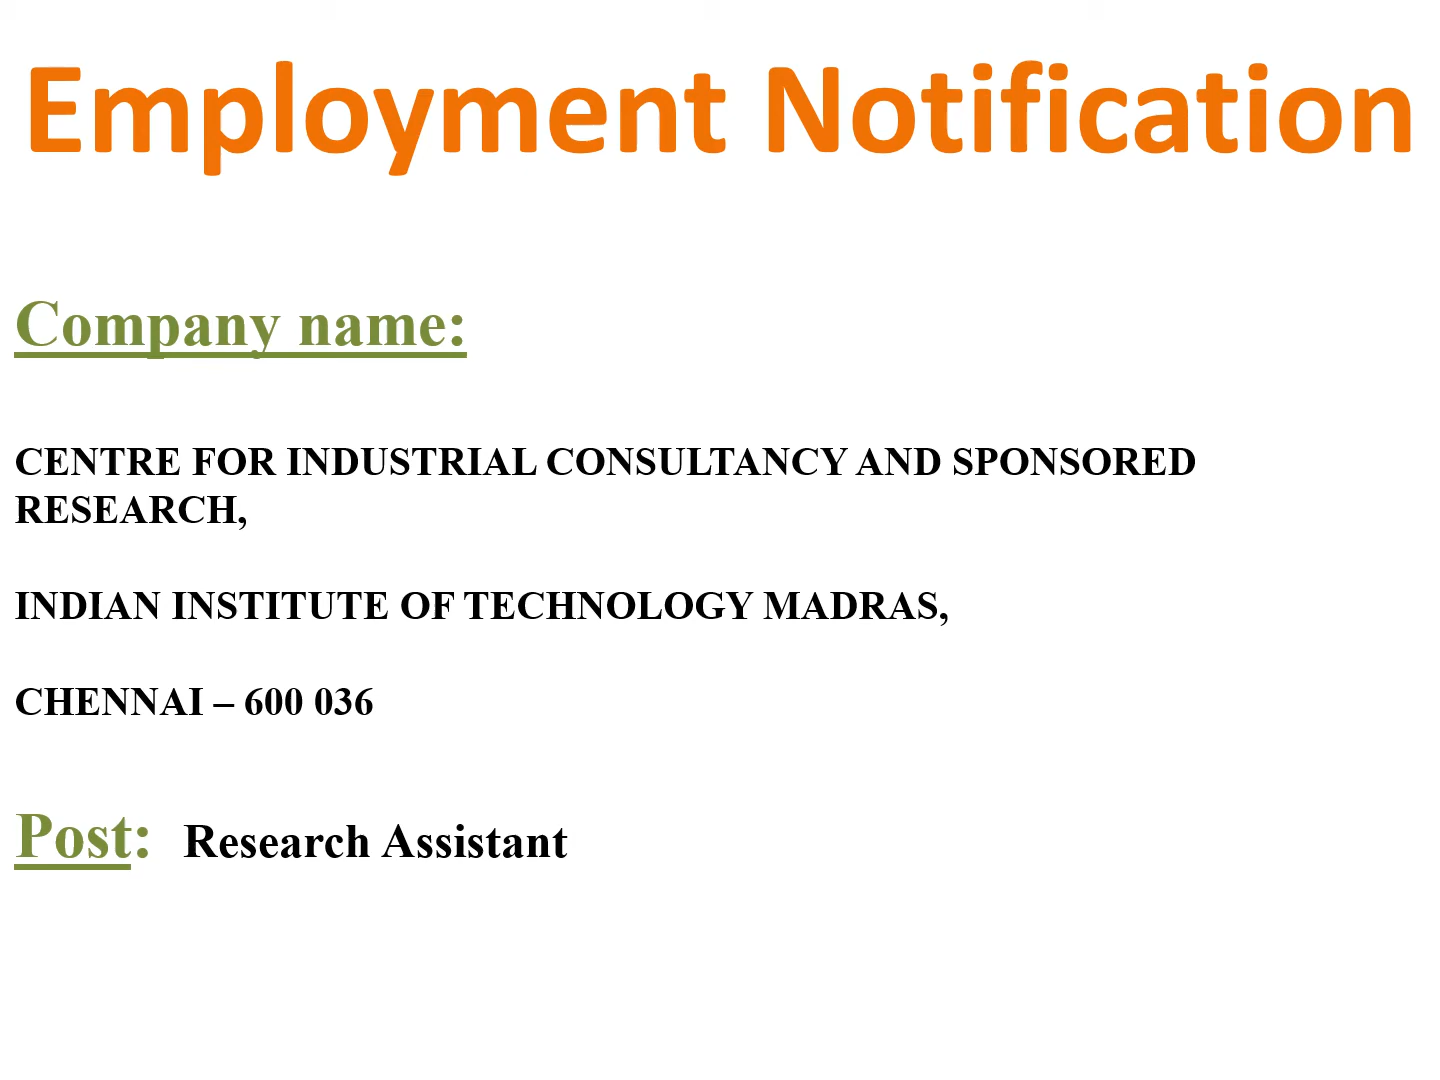 Employment Notification
Company name:
CENTRE FOR INDUSTRIAL CONSULTANCY AND SPONSORED
RESEARCH,
INDIAN INSTITUTE OF TECHNOLOGY MADRAS,
CHENNAI – 600 036
Post: Research Assistant